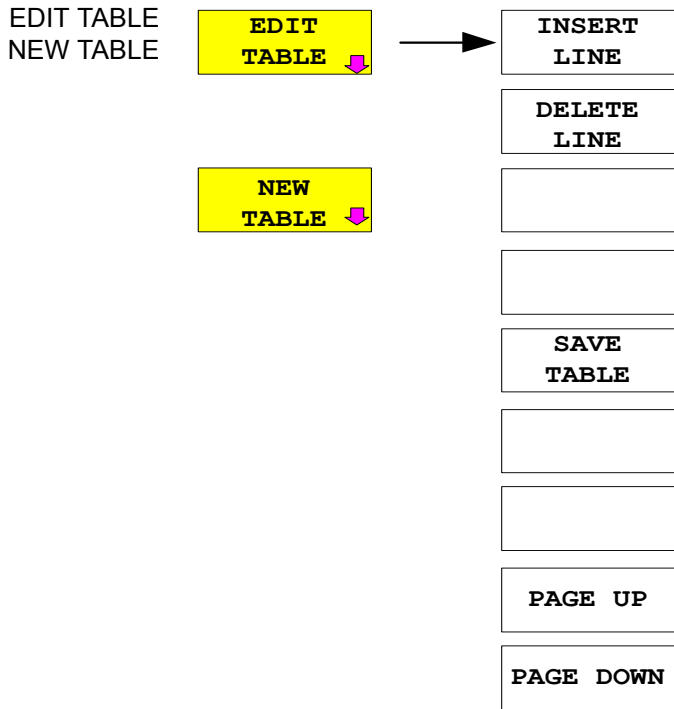 EDIT TABLE
NEW TABLE
EDIT
TABLE
NEW
TABLE
INSERT
LINE
DELETE
LINE
SAVE
TABLE
PAGE UP
PAGE DOWN